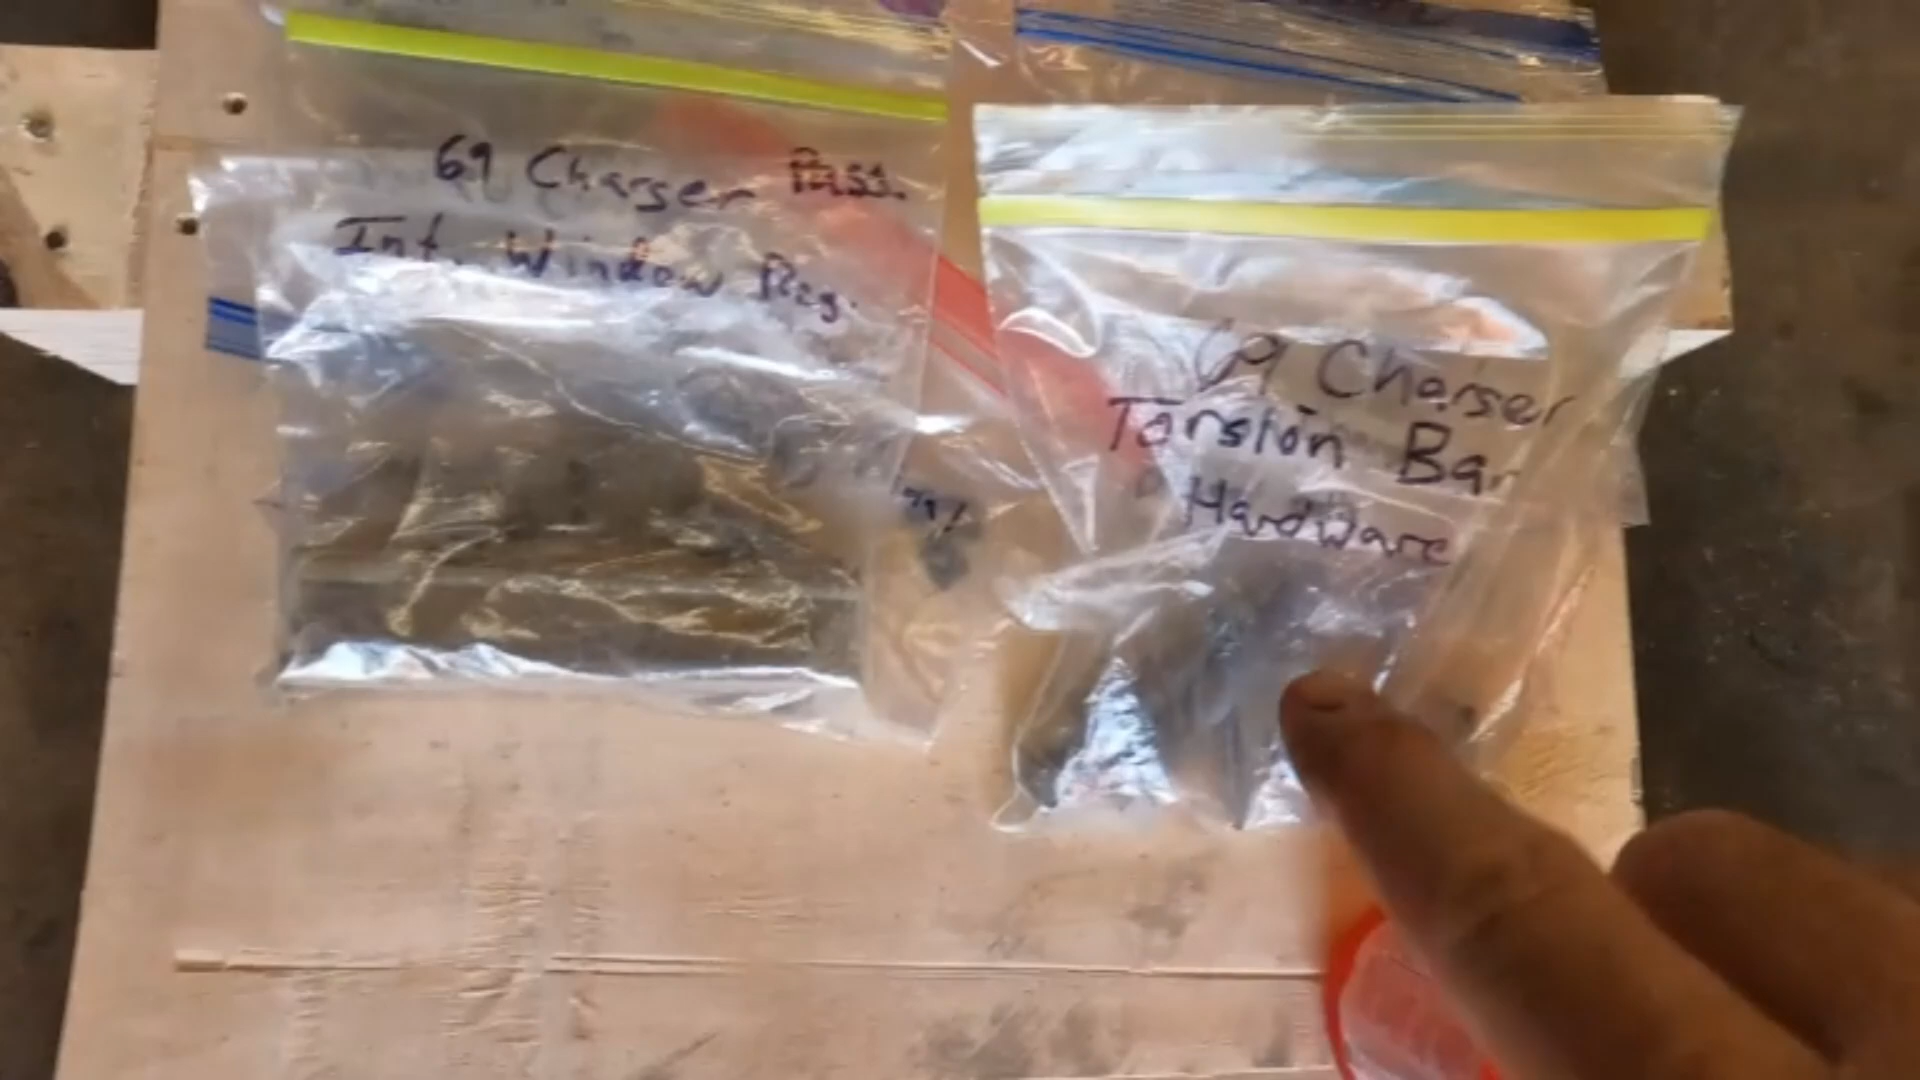 69 Charger Pass.
Int. Window Reg.
69 Charger
Torsion Bar
Hardware